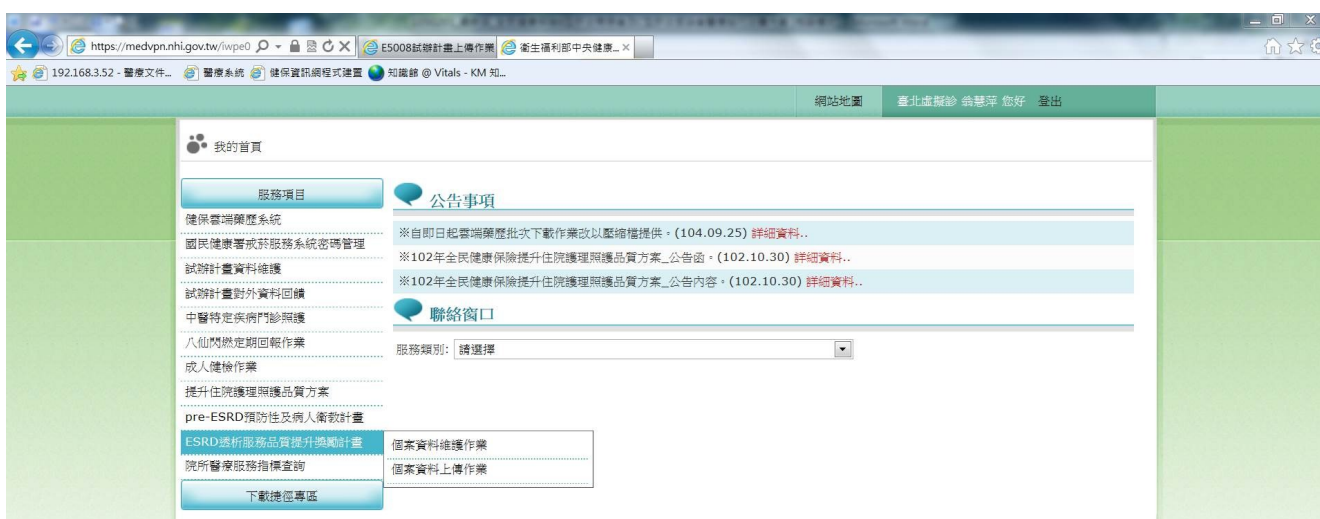 https://medvpn.nhi.gov.tw/iwpe0
E5008試辦計畫上傳作業
衛生福利部中央健康...
192.168.3.52 - 醫療文件...
醫療系統
健保資訊網程式建置
知識館 @ Vitals - KM 知...
網站地圖
臺北虛擬診 翁慧萍 您好
登出
我的首頁
服務項目
健保雲端藥歷系統
國民健康署戒菸服務系統密碼管理
試辦計畫資料維護
試辦計畫對外資料回饋
中醫特定疾病門診照護
八仙閃燃定期回報作業
成人健檢作業
提升住院護理照護品質方案
pre-ESRD預防性及病人衛教計畫
ESRD透析服務品質提升獎勵計畫
院所醫療服務指標查詢
下載捷徑專區
個案資料維護作業
個案資料上傳作業
公告事項
※自即日起雲端藥歷批次下載作業改以壓縮檔提供。(104.09.25) 詳細資料..
※102年全民健康保險提升住院護理照護品質方案_公告函。(102.10.30) 詳細資料..
※102年全民健康保險提升住院護理照護品質方案_公告內容。(102.10.30) 詳細資料..
聯絡窗口
服務類別: 請選擇